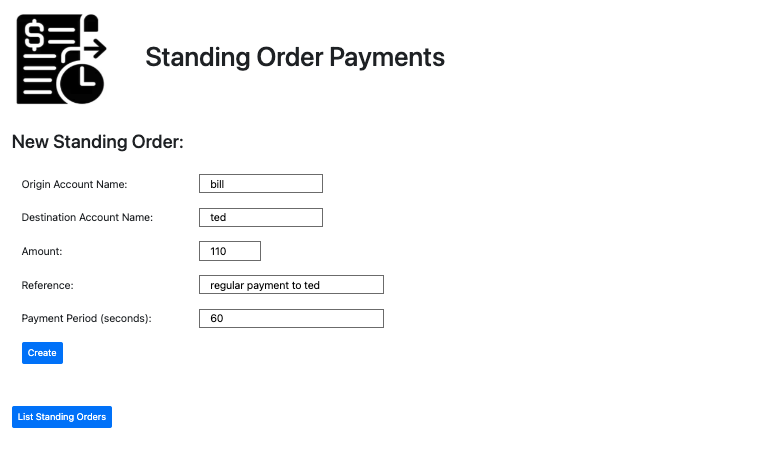 $
Standing Order Payments
New Standing Order:
Origin Account Name: bill
Destination Account Name: ted
Amount: 110
Reference: regular payment to ted
Payment Period (seconds): 60
Create
List Standing Orders